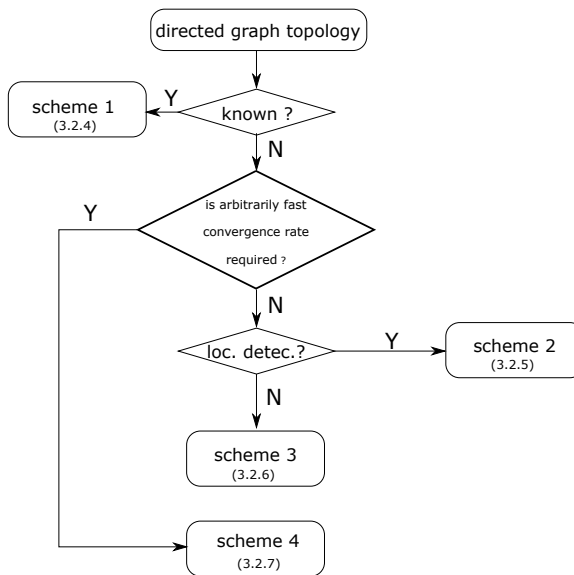 directed graph topology
Y
scheme 1
(3.2.4)
known ?
N
Y
is arbitrarily fast
convergence rate
required ?
N
loc. detec.?
Y
scheme 2
(3.2.5)
N
scheme 3
(3.2.6)
scheme 4
(3.2.7)